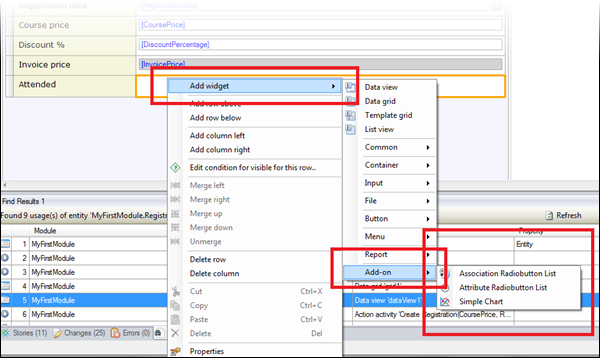 Registration date
Course price [CoursePrice]
Discount % [DiscountPercentage]
Invoice price [InvoicePrice]
Attended
Add widget
Add row above
Add row below
Add column left
Add column right
Edit condition for visible for this row...
Merge left
Merge right
Merge up
Merge down
Unmerge
Delete row
Delete column
Cut Ctrl+X
Copy Ctrl+C
Paste Ctrl+V
Delete Del
Properties
Data view
Data grid
Template grid
List view
Common
Container
Input
File
Button
Menu
Report
Add-on
Association Radiobutton List
Attribute Radiobutton List
Simple Chart
Find Results 1
Found 9 usage(s) of entity 'MyFirstModule.Regist
Refresh
Module Property
1 MyFirstModule Entity
2 MyFirstModule
3 MyFirstModule
4 MyFirstModule Data grid 'grid1'
5 MyFirstModule Data view 'dataView1'
6 MyFirstModule Action activity 'Create Registration(CoursePrice, R...
Stories (11) Changes (25) Errors (0)